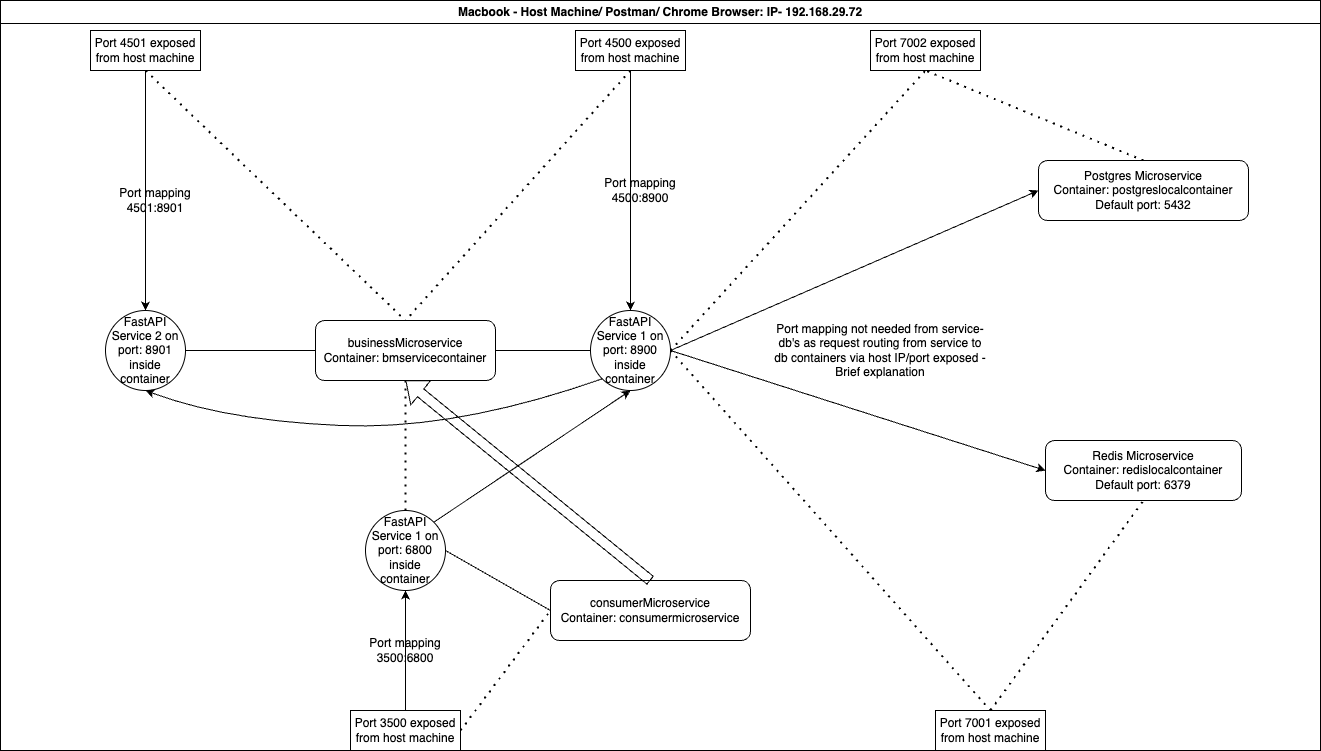 Macbook - Host Machine/ Postman/ Chrome Browser: IP- 192.168.29.72
Port 4501 exposed
from host machine
Port 4500 exposed
from host machine
Port 7002 exposed
from host machine
Port mapping
4501:8901
Port mapping
4500:8900
Postgres Microservice
Container: postgreslocalcontainer
Default port: 5432
FastAPI
Service 2 on
port: 8901
inside
container
businessMicroservice
Container: bmservicecontainer
FastAPI
Service 1 on
port: 8900
inside
container
Port mapping not needed from service-
db's as request routing from service to
db containers via host IP/port exposed -
Brief explanation
Redis Microservice
Container: redislocalcontainer
Default port: 6379
FastAPI
Service 1 on
port: 6800
inside
container
consumerMicroservice
Container: consumermicroservice
Port mapping
3500:6800
Port 3500 exposed
from host machine
Port 7001 exposed
from host machine